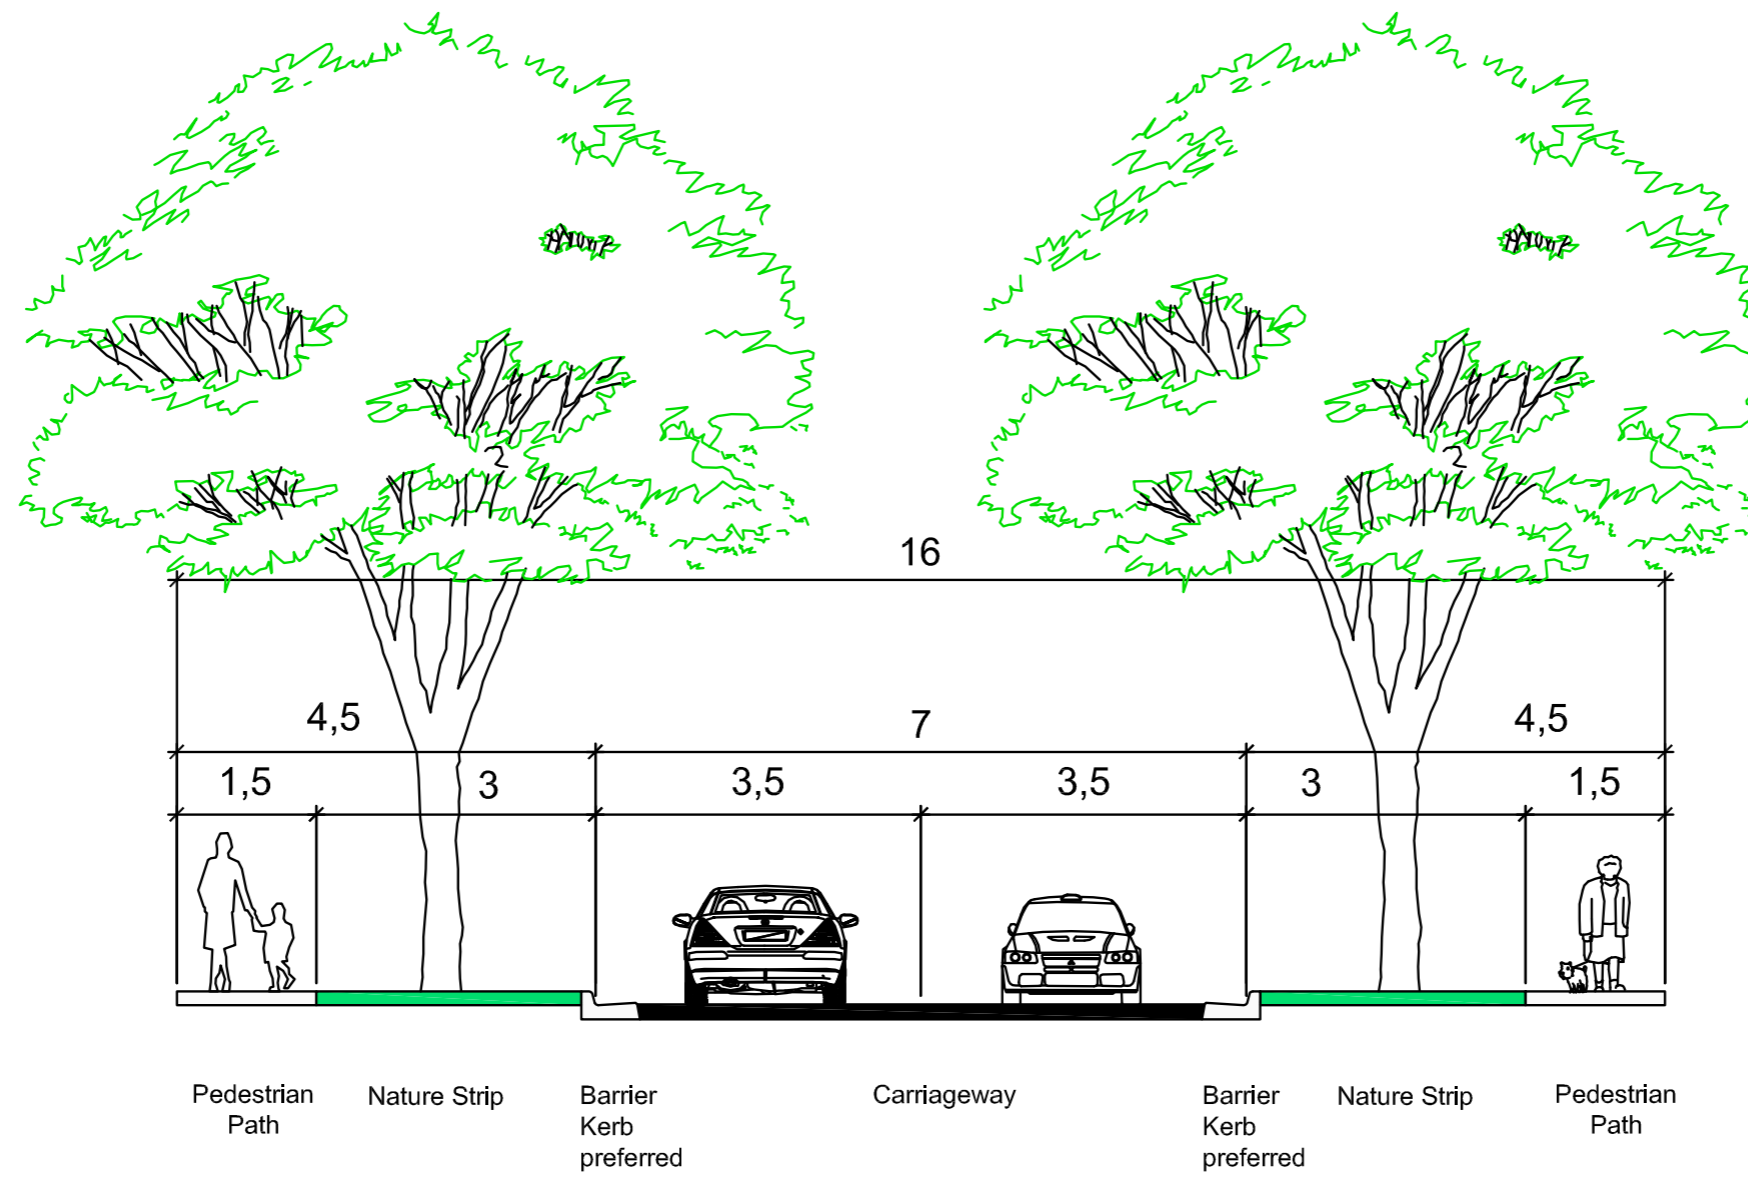 16
4,5
7
4,5
1,5
3
3,5
3,5
3
1,5
Pedestrian
Path
Nature Strip
Barrier
Kerb
preferred
Carriageway
Barrier
Kerb
preferred
Nature Strip
Pedestrian
Path